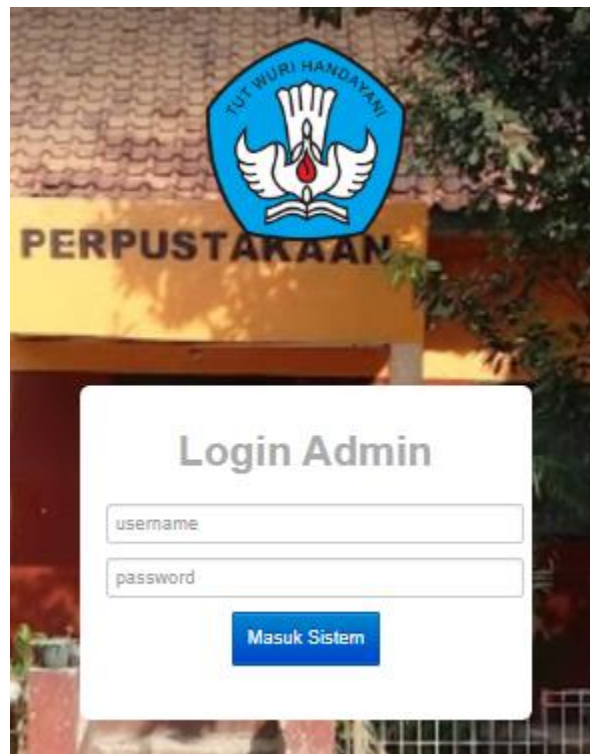 TUT WURI HANDAYANI
PERPUSTAKAAN
Login Admin
username
password
Masuk Sistem